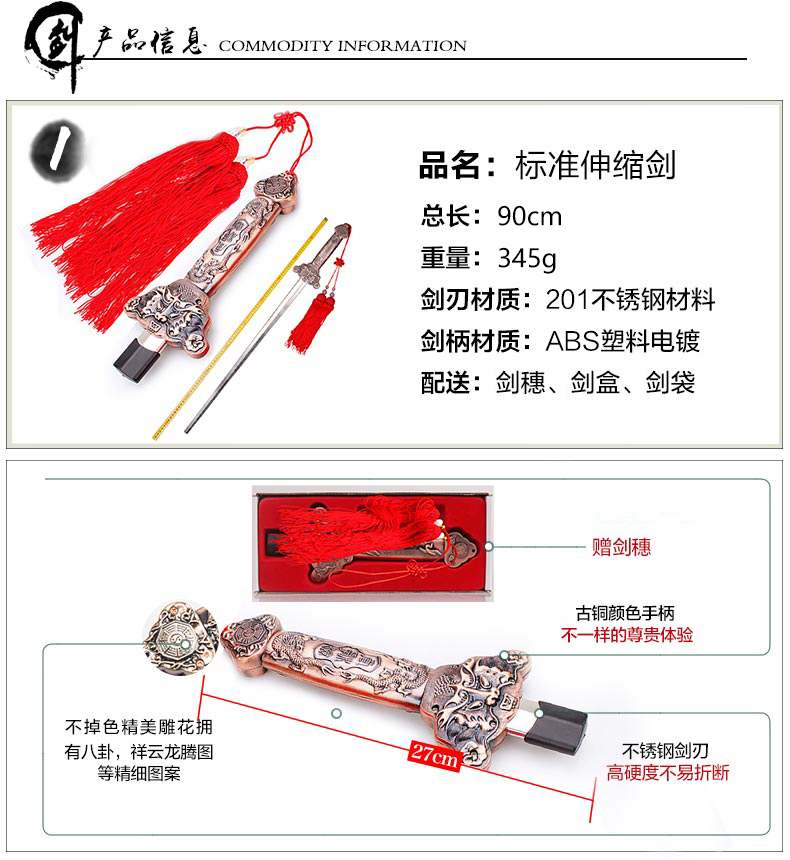 剑 产品信息 COMMODITY INFORMATION
1
品名：标准伸缩剑
总长：90cm
重量：345g
剑刃材质：201不锈钢材料
剑柄材质：ABS塑料电镀
配送：剑穗、剑盒、剑袋
赠剑穗
古铜颜色手柄
不一样的尊贵体验
不掉色精美雕花拥
有八卦，祥云龙腾图
等精细图案
27cm
不锈钢剑刃
高硬度不易折断